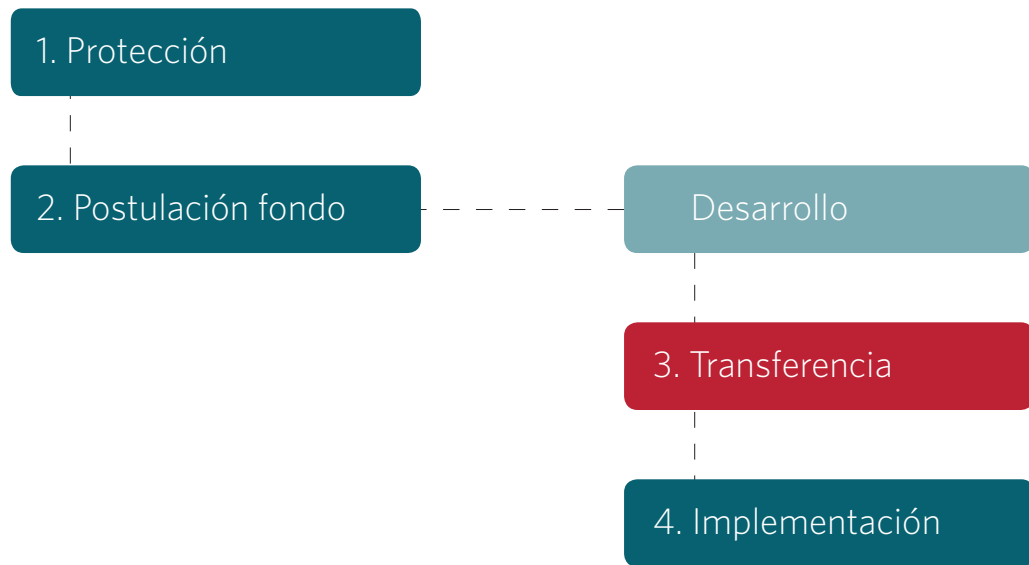 1. Protección
2. Postulación fondo
Desarrollo
3. Transferencia
4. Implementación